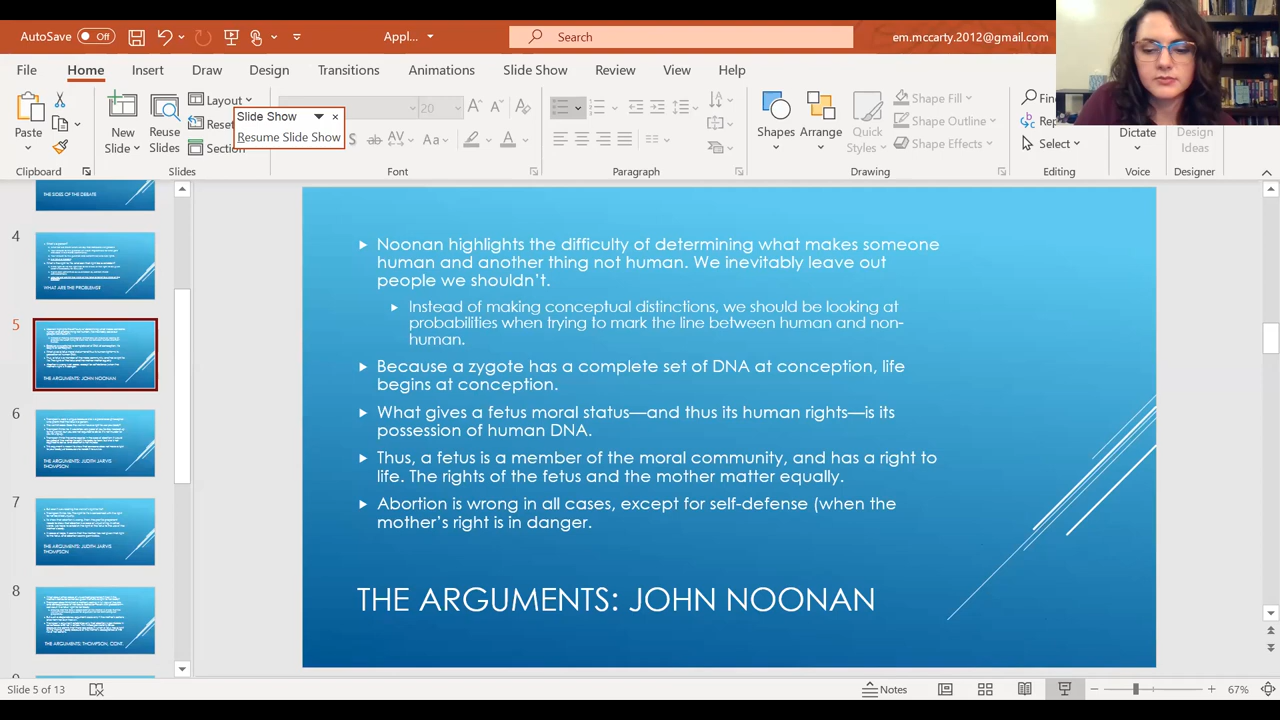 AutoSave Off Appl... Search em.mccarty.2012@gmail.com
File Home Insert Draw Design Transitions Animations Slide Show Review View Help
Paste New Slide Reuse Slides Layout Reset Section
Slide Show
Resume Slide Show
20 Aa
Shapes Arrange Quick Styles Shape Fill Shape Outline Shape Effects
Select Dictate Design Ideas
Clipboard Slides Font Paragraph Drawing Editing Voice Designer
THE SIDES OF THE DEBATE
4
WHAT ARE THE PROBLEMS?
5
THE ARGUMENTS: JOHN NOONAN
6
THE ARGUMENTS: JUDITH JARVIS
THOMPSON
7
THE ARGUMENTS: JUDITH JARVIS
THOMPSON
8
THE ARGUMENTS: THOMPSON, CONT.
Noonan highlights the difficulty of determining what makes someone
human and another thing not human. We inevitably leave out
people we shouldn't.
Instead of making conceptual distinctions, we should be looking at
probabilities when trying to mark the line between human and non-
human.
Because a zygote has a complete set of DNA at conception, life
begins at conception.
What gives a fetus moral status—and thus its human rights—is its
possession of human DNA.
Thus, a fetus is a member of the moral community, and has a right to
life. The rights of the fetus and the mother matter equally.
Abortion is wrong in all cases, except for self-defense (when the
mother's right is in danger.
THE ARGUMENTS: JOHN NOONAN
Slide 5 of 13 Notes 67%